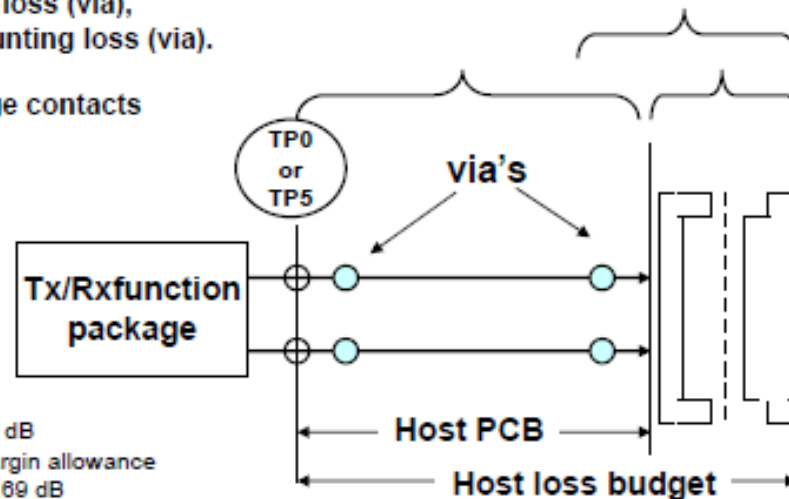 loss (via),
unting loss (via).
ge contacts
TP0
or
TP5
via's
Tx/Rxfunction
package
dB
rgin allowance
69 dB
Host PCB
Host loss budget